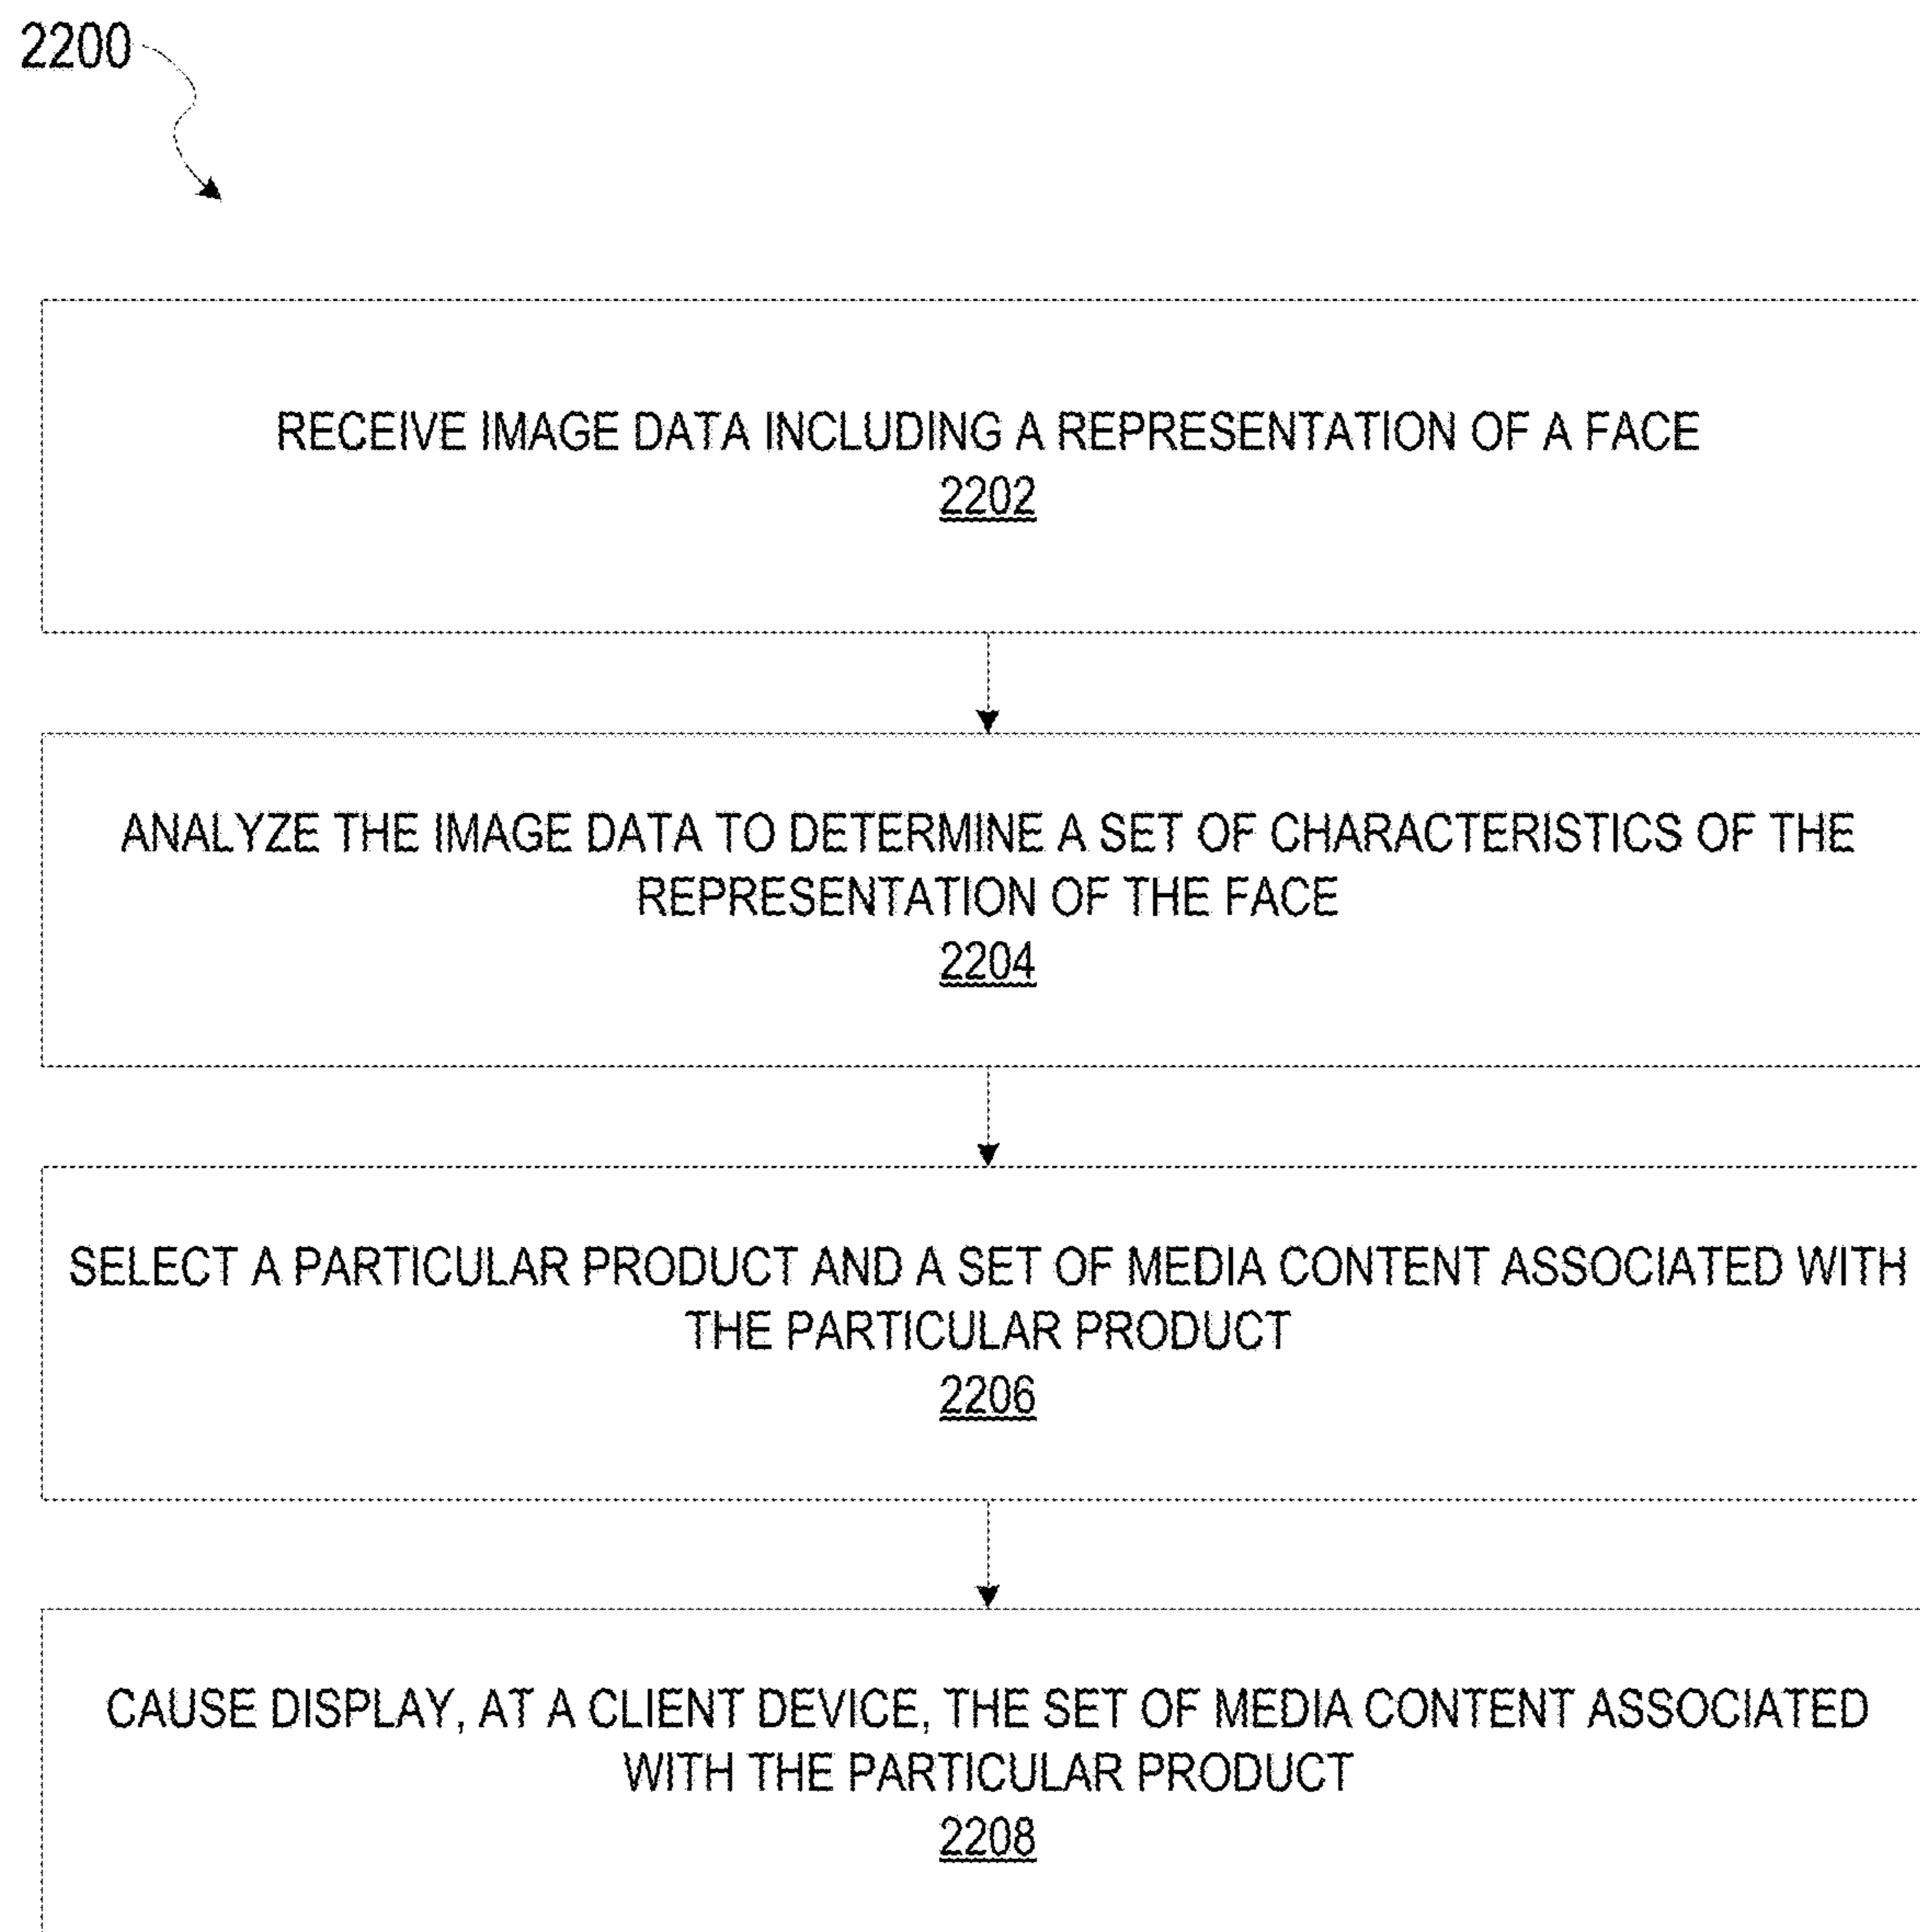 2200
RECEIVE IMAGE DATA INCLUDING A REPRESENTATION OF A FACE
2202
ANALYZE THE IMAGE DATA TO DETERMINE A SET OF CHARACTERISTICS OF THE
REPRESENTATION OF THE FACE
2204
SELECT A PARTICULAR PRODUCT AND A SET OF MEDIA CONTENT ASSOCIATED WITH
THE PARTICULAR PRODUCT
2206
CAUSE DISPLAY, AT A CLIENT DEVICE, THE SET OF MEDIA CONTENT ASSOCIATED
WITH THE PARTICULAR PRODUCT
2208